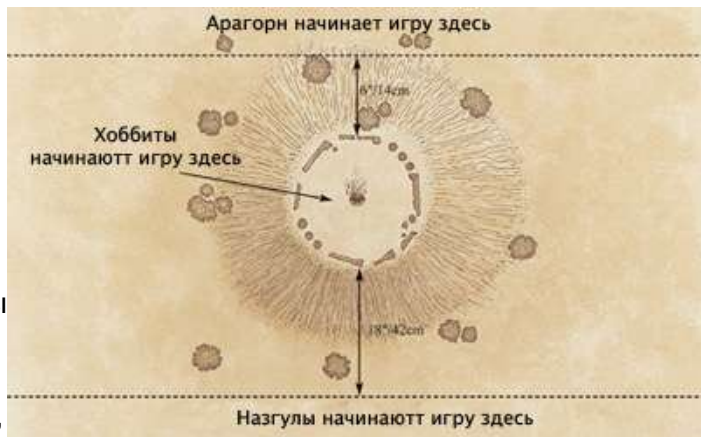 Арагорн начинает игру здесь
6"/14cm
Хоббиты
начинаютт игру здесь
18"/42cm
Назгулы начинаютт игру здесь